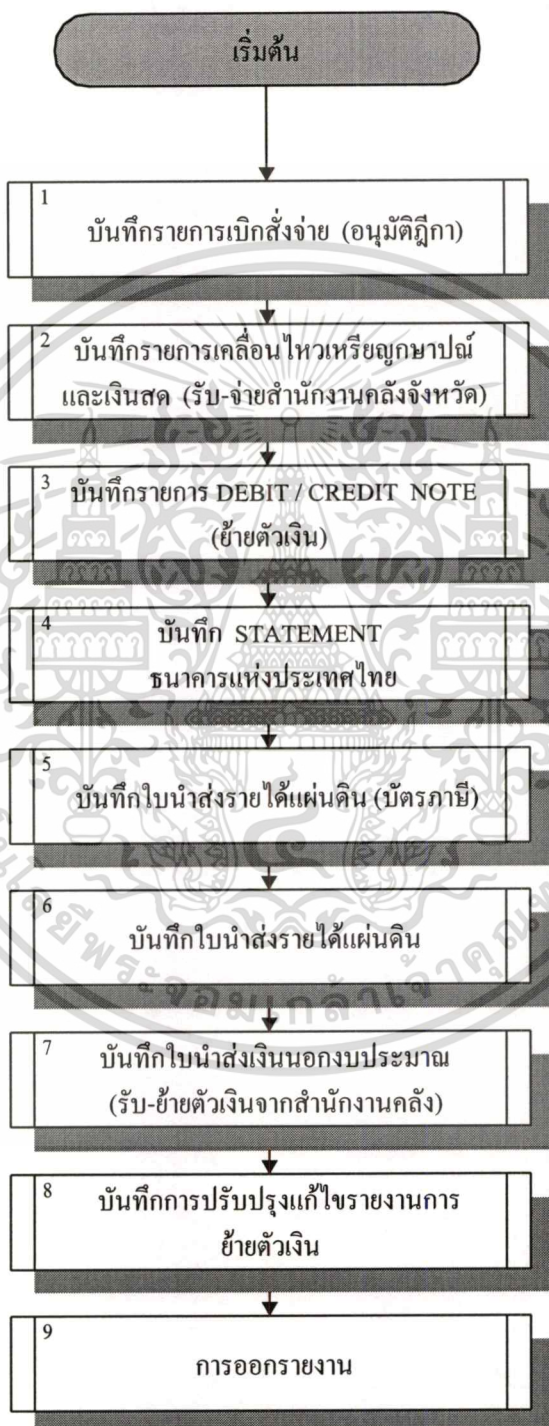 เริ่มต้น
1
บันทึกรายการเบิกสั่งจ่าย (อนุมัติฎีกา)
2
บันทึกรายการเคลื่อนไหวเหรียญกษาปณ์
และเงินสด (รับ-จ่ายสำนักงานคลังจังหวัด)
3
บันทึกรายการ DEBIT / CREDIT NOTE
(ย้ายตัวเงิน)
4
บันทึก STATEMENT
ธนาคารแห่งประเทศไทย
5
บันทึกใบนำส่งรายได้แผ่นดิน (บัตรภาษี)
6
บันทึกใบนำส่งรายได้แผ่นดิน
7
บันทึกใบนำส่งเงินนอกงบประมาณ
(รับ-ย้ายตัวเงินจากสำนักงานคลัง)
8
บันทึกการปรับปรุงแก้ไขรายงานการ
ย้ายตัวเงิน
9
การออกรายงาน